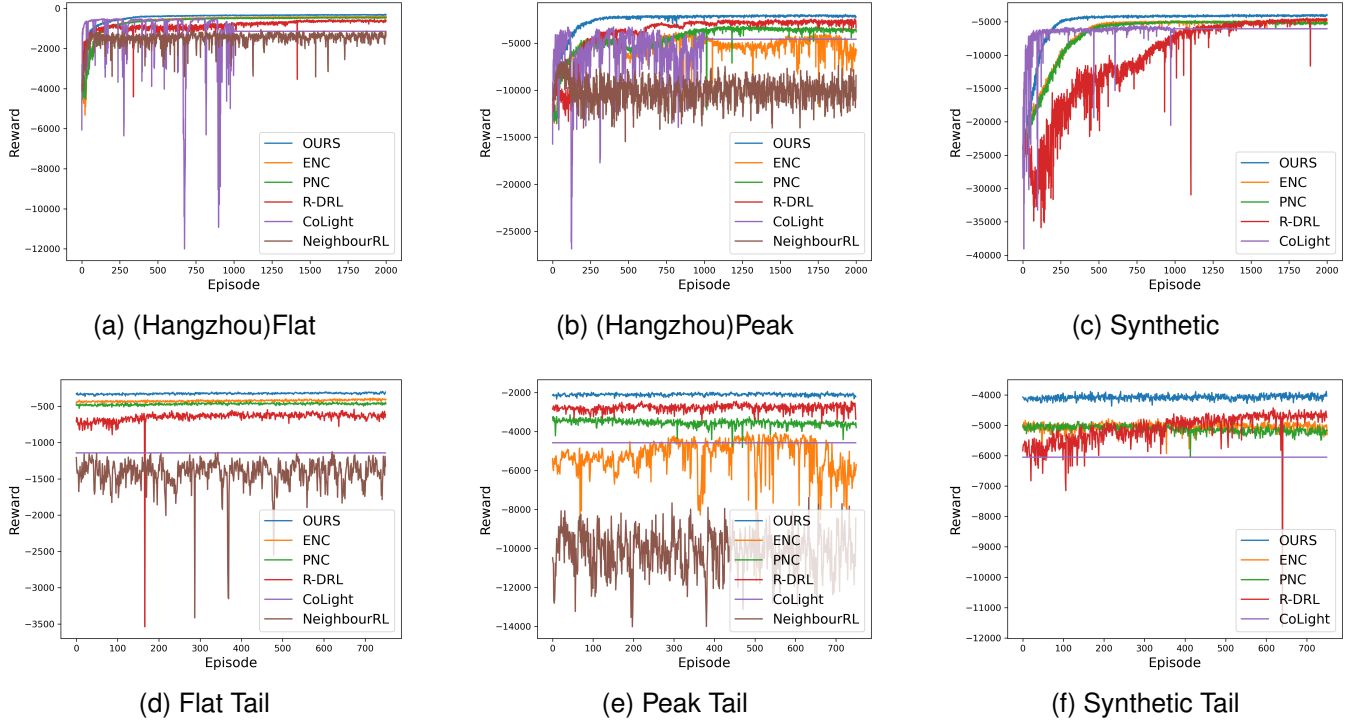 0
−2000
−4000
−6000
−8000
−10000
−12000
Reward
0 250 500 750 1000 1250 1500 1750 2000
Episode
OURS
ENC
PNC
R-DRL
CoLight
NeighbourRL
(a) (Hangzhou)Flat
−5000
−10000
−15000
−20000
−25000
Reward
0 250 500 750 1000 1250 1500 1750 2000
Episode
OURS
ENC
PNC
R-DRL
CoLight
NeighbourRL
(b) (Hangzhou)Peak
−5000
−10000
−15000
−20000
−25000
−30000
−35000
−40000
Reward
0 250 500 750 1000 1250 1500 1750 2000
Episode
OURS
ENC
PNC
R-DRL
CoLight
(c) Synthetic
−500
−1000
−1500
−2000
−2500
−3000
−3500
Reward
0 100 200 300 400 500 600 700
Episode
OURS
ENC
PNC
R-DRL
CoLight
NeighbourRL
(d) Flat Tail
−2000
−4000
−6000
−8000
−10000
−12000
−14000
Reward
0 100 200 300 400 500 600 700
Episode
OURS
ENC
PNC
R-DRL
CoLight
NeighbourRL
(e) Peak Tail
−4000
−5000
−6000
−7000
−8000
−9000
−10000
−11000
−12000
Reward
0 100 200 300 400 500 600 700
Episode
OURS
ENC
PNC
R-DRL
CoLight
(f) Synthetic Tail